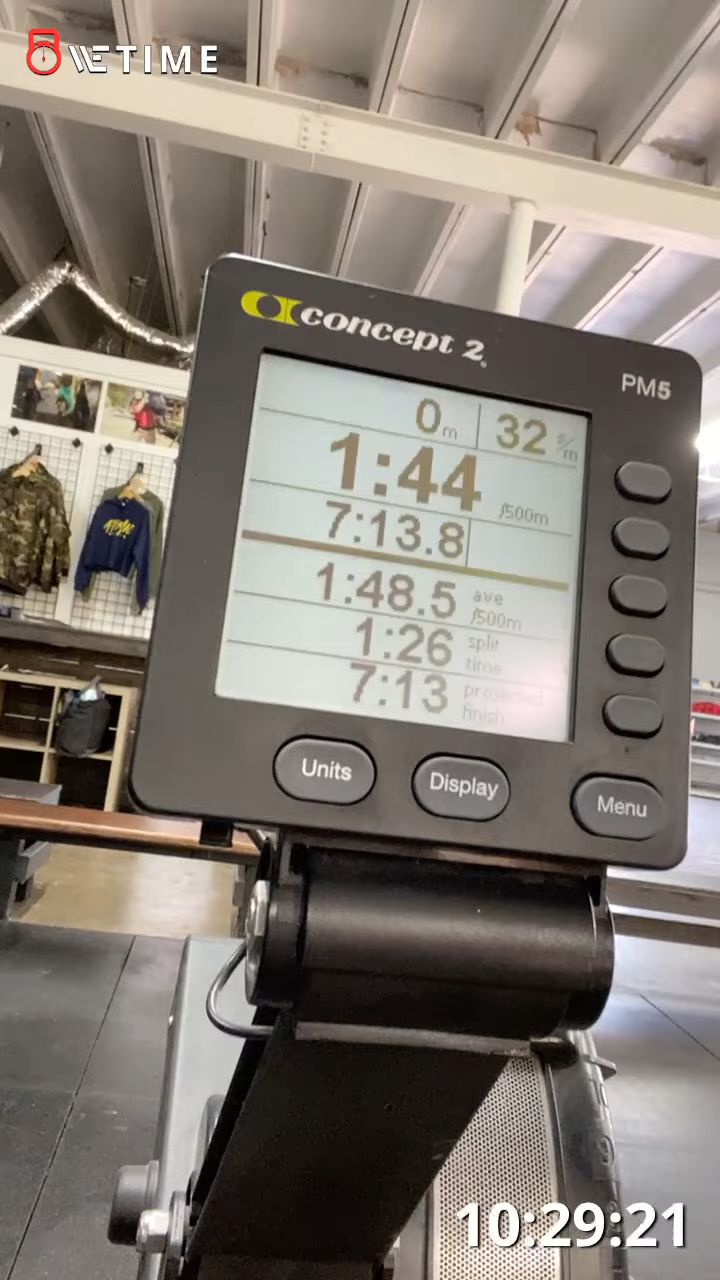 WETIME
concept 2
PM5
0 m 32 s/m
1:44 /500m
7:13.8
1:48.5 ave /500m
1:26 split time
7:13 projected finish
Units Display Menu
10:29:21